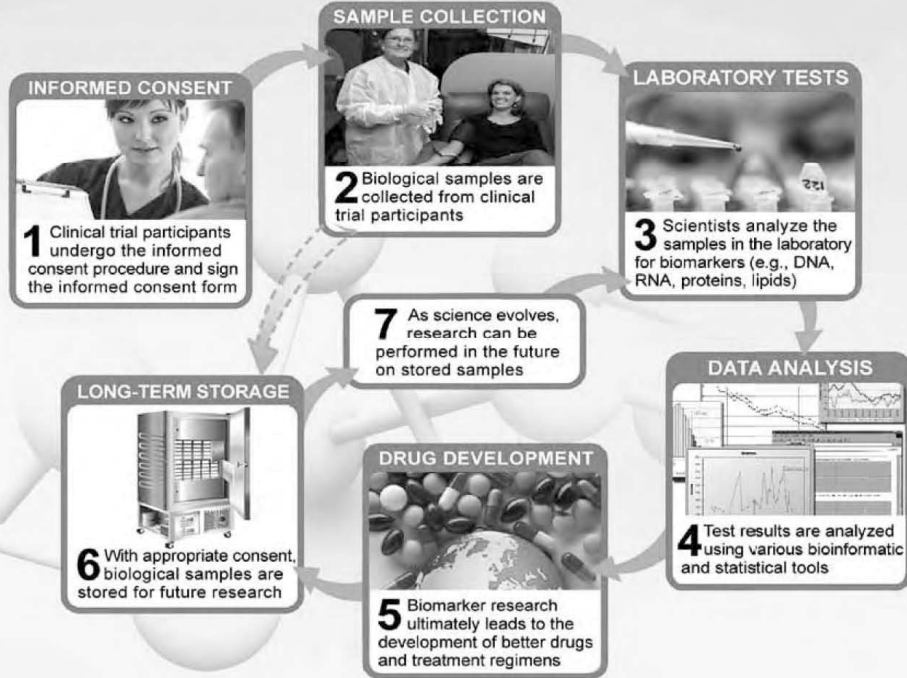 INFORMED CONSENT
1 Clinical trial participants
undergo the informed
consent procedure and sign
the informed consent form
SAMPLE COLLECTION
2 Biological samples are
collected from clinical
trial participants
LABORATORY TESTS
122
3 Scientists analyze the
samples in the laboratory
for biomarkers (e.g., DNA,
RNA, proteins, lipids)
DATA ANALYSIS
4 Test results are analyzed
using various bioinformatic
and statistical tools
DRUG DEVELOPMENT
5 Biomarker research
ultimately leads to the
development of better drugs
and treatment regimens
LONG-TERM STORAGE
6 With appropriate consent,
biological samples are
stored for future research
7 As science evolves,
research can be
performed in the future
on stored samples